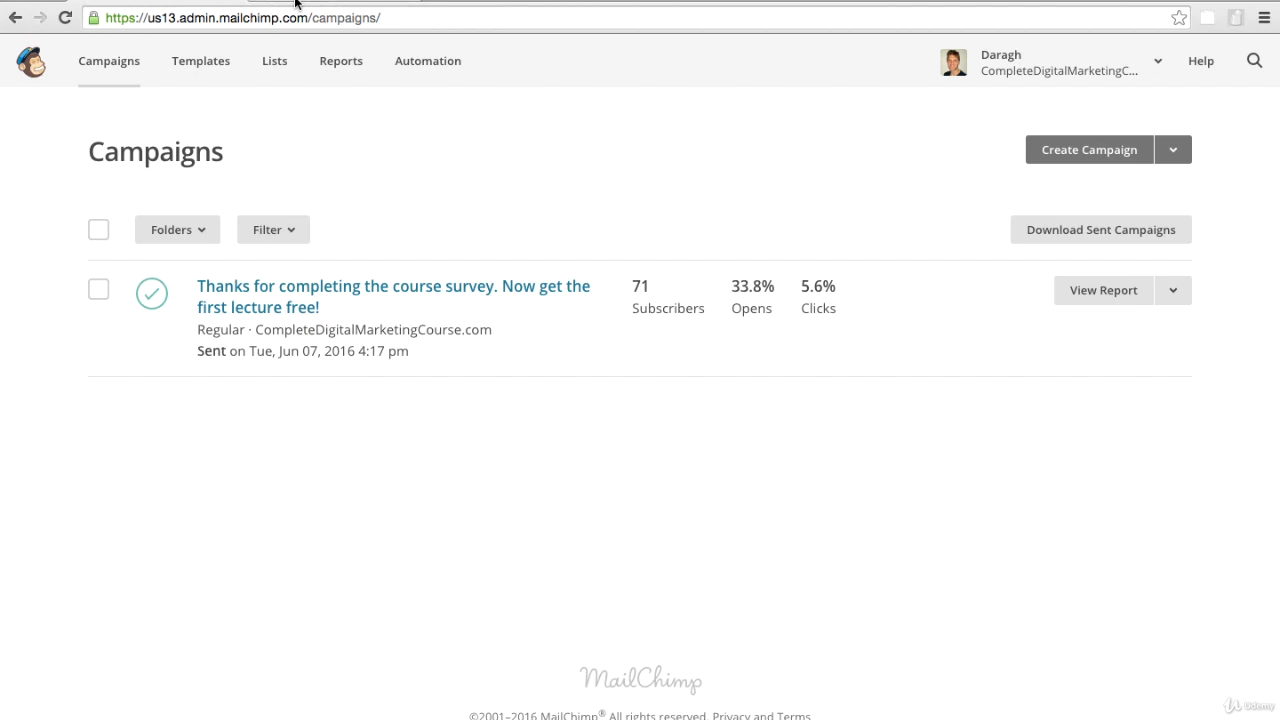 https://us13.admin.mailchimp.com/campaigns/
Campaigns Templates Lists Reports Automation
Daragh
CompleteDigitalMarketingC...
Help
Campaigns
Create Campaign
Folders Filter Download Sent Campaigns
Thanks for completing the course survey. Now get the
first lecture free!
Regular · CompleteDigitalMarketingCourse.com
Sent on Tue, Jun 07, 2016 4:17 pm
71 33.8% 5.6%
Subscribers Opens Clicks
View Report
MailChimp
©2001–2016 MailChimp® All rights reserved. Privacy and Terms
Udemy